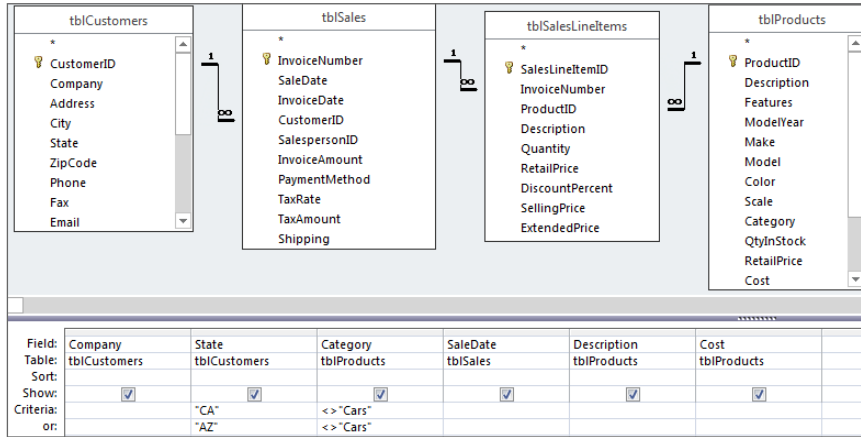 tblCustomers
*
CustomerID
Company
Address
City
State
ZipCode
Phone
Fax
Email
1
∞
tblSales
*
InvoiceNumber
SaleDate
InvoiceDate
CustomerID
SalespersonID
InvoiceAmount
PaymentMethod
TaxRate
TaxAmount
Shipping
1
∞
tblSalesLineItems
*
SalesLineItemID
InvoiceNumber
ProductID
Description
Quantity
RetailPrice
DiscountPercent
SellingPrice
ExtendedPrice
1
∞
tblProducts
*
ProductID
Description
Features
ModelYear
Make
Model
Color
Scale
Category
QtyInStock
RetailPrice
Cost
Field: Company State Category SaleDate Description Cost
Table: tblCustomers tblCustomers tblProducts tblSales tblProducts tblProducts
Sort:
Show:
Criteria: "CA" <>"Cars"
or: "AZ" <>"Cars"